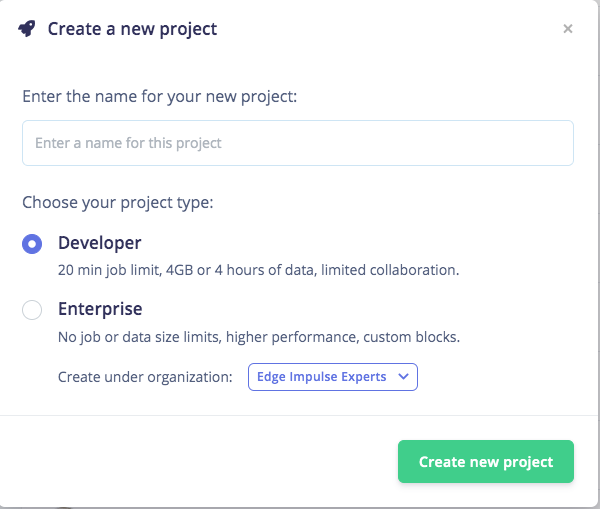 Create a new project
×
Enter the name for your new project:
Enter a name for this project
Choose your project type:
Developer
20 min job limit, 4GB or 4 hours of data, limited collaboration.
Enterprise
No job or data size limits, higher performance, custom blocks.
Create under organization: Edge Impulse Experts
Create new project